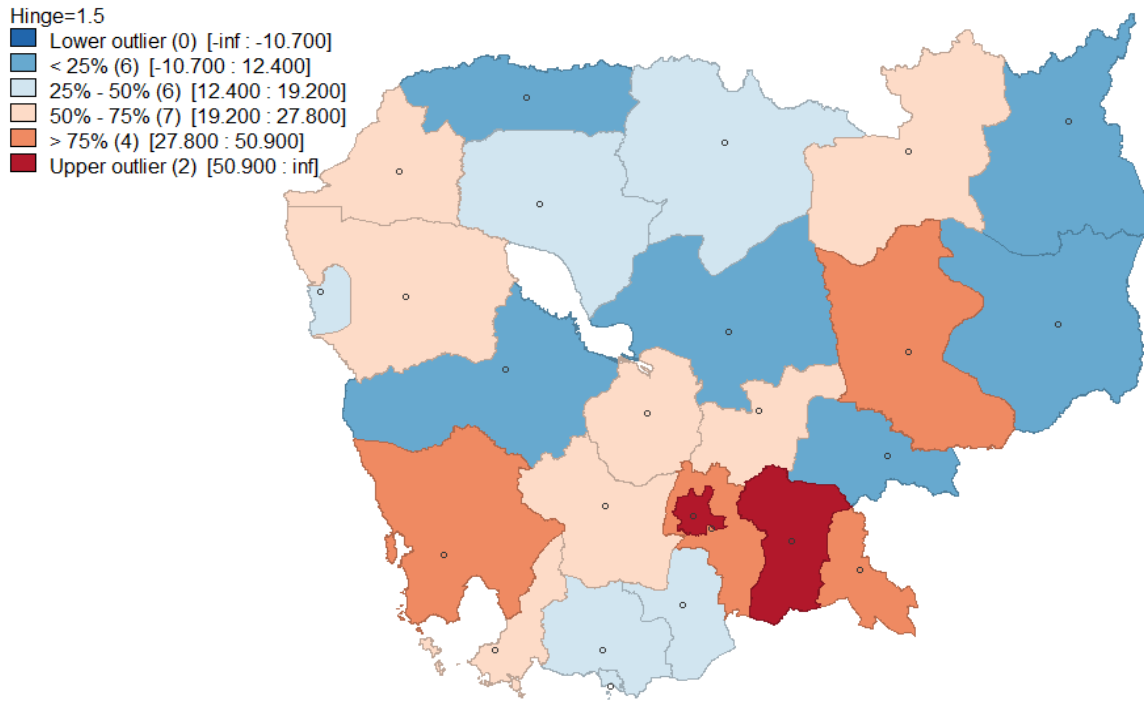 Hinge=1.5
Lower outlier (0) [-inf : -10.700]
< 25% (6) [-10.700 : 12.400]
25% - 50% (6) [12.400 : 19.200]
50% - 75% (7) [19.200 : 27.800]
> 75% (4) [27.800 : 50.900]
Upper outlier (2) [50.900 : inf]